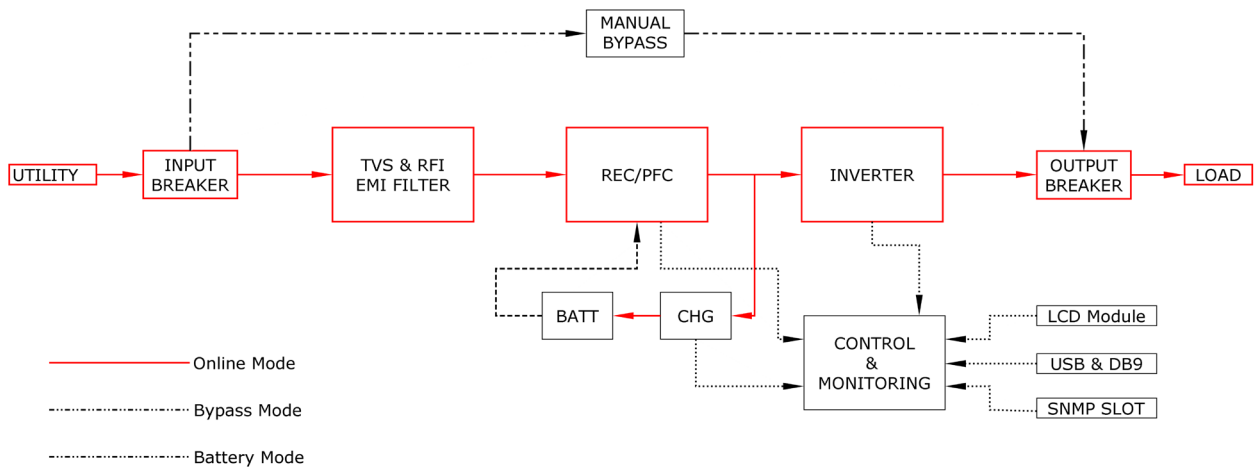 MANUAL
BYPASS
UTILITY
INPUT
BREAKER
TVS & RFI
EMI FILTER
REC/PFC
INVERTER
OUTPUT
BREAKER
LOAD
BATT
CHG
CONTROL
&
MONITORING
LCD Module
USB & DB9
SNMP SLOT
Online Mode
Bypass Mode
Battery Mode